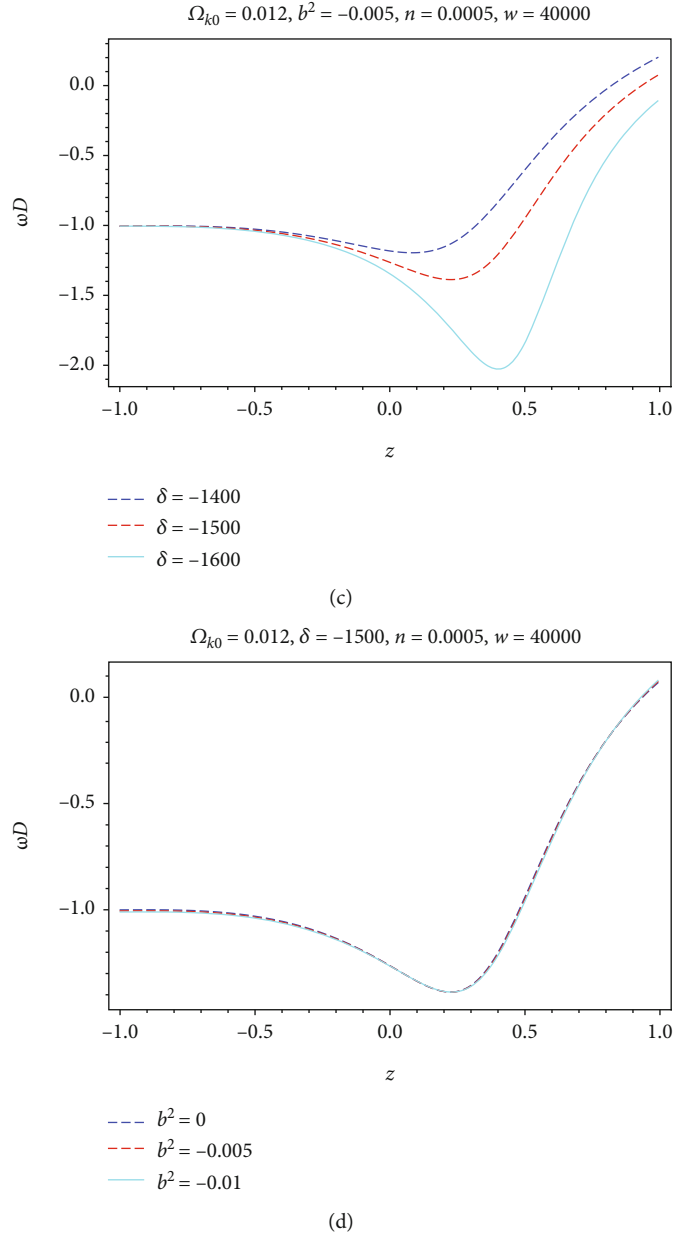 Ωk0 = 0.012, b² = –0.005, n = 0.0005, w = 40000
0.0
–0.5
–1.0
–1.5
–2.0
ωD
–1.0 –0.5 0.0 0.5 1.0
z
δ = –1400
δ = –1500
δ = –1600
(c)
Ωk0 = 0.012, δ = –1500, n = 0.0005, w = 40000
0.0
–0.5
–1.0
ωD
–1.0 –0.5 0.0 0.5 1.0
z
b² = 0
b² = –0.005
b² = –0.01
(d)